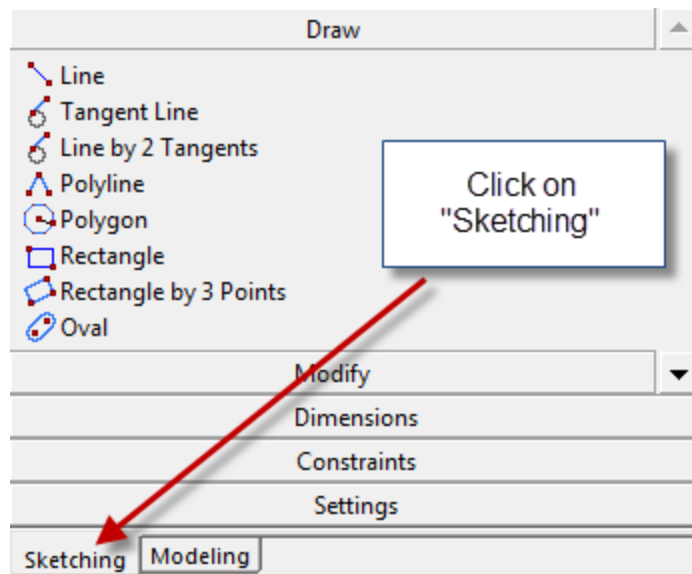 Draw
Line
Tangent Line
Line by 2 Tangents
Polyline
Polygon
Rectangle
Rectangle by 3 Points
Oval
Click on
"Sketching"
Modify
Dimensions
Constraints
Settings
Sketching
Modeling